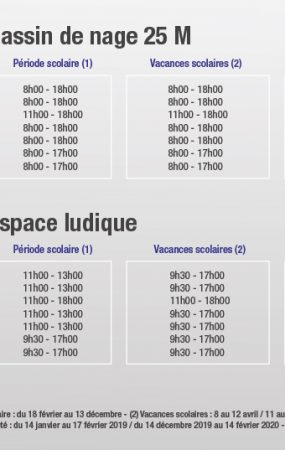 assin de nage 25 M
Période scolaire (1) Vacances scolaires (2)
8h00 - 18h00 8h00 - 18h00
8h00 - 18h00 8h00 - 18h00
11h00 - 18h00 11h00 - 18h00
8h00 - 18h00 8h00 - 18h00
8h00 - 18h00 8h00 - 18h00
8h00 - 17h00 8h00 - 17h00
8h00 - 17h00 8h00 - 17h00
space ludique
Période scolaire (1) Vacances scolaires (2)
11h00 - 13h00 9h30 - 17h00
11h00 - 13h00 9h30 - 17h00
11h00 - 18h00 11h00 - 18h00
11h00 - 13h00 9h30 - 17h00
11h00 - 13h00 9h30 - 17h00
9h30 - 17h00 9h30 - 17h00
9h30 - 17h00 9h30 - 17h00
aire : du 18 février au 13 décembre - (2) Vacances scolaires : 8 au 12 avril / 11 au
té : du 14 janvier au 17 février 2019 / du 14 décembre 2019 au 14 février 2020 -